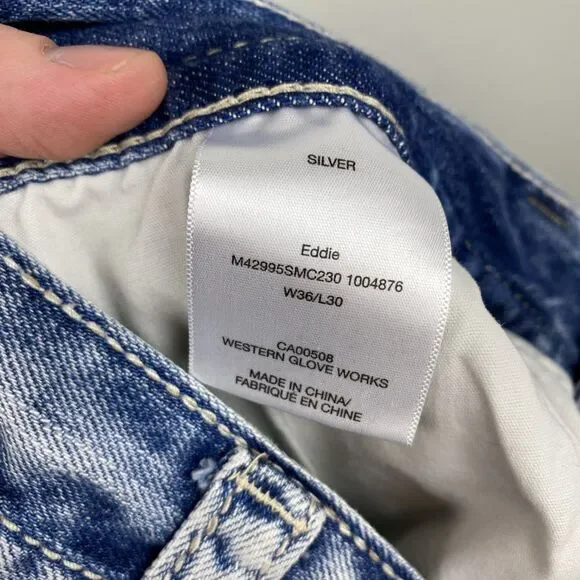 SILVER
Eddie
M42995SMC230 1004876
W36/L30
CA00508
WESTERN GLOVE WORKS
MADE IN CHINA/
FABRIQUÉ EN CHINE